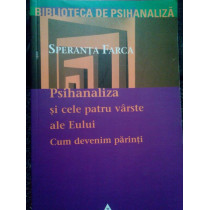 BIBLIOTECA DE PSIHANALIZĂ
SPERANȚA FARCA
Psihanaliza
și cele patru vârste
ale Eului
Cum devenim părinți